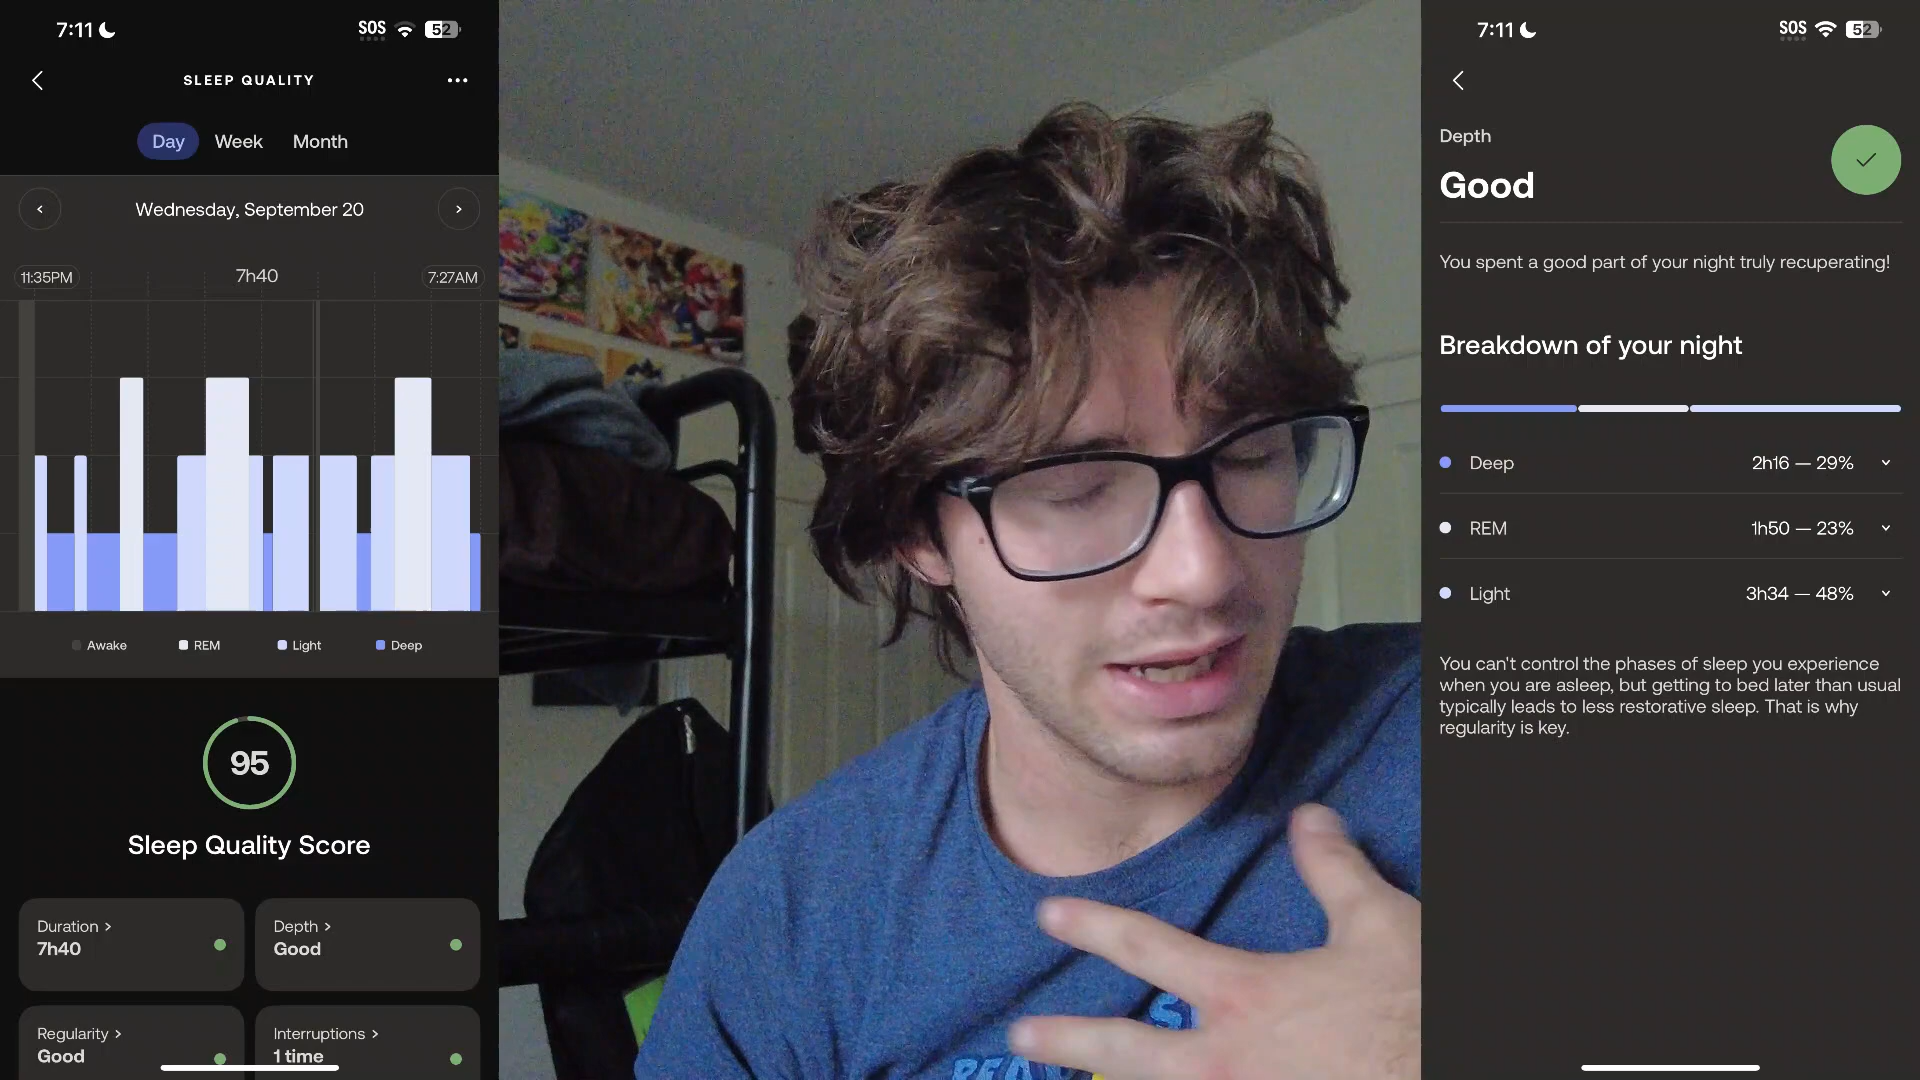 7:11
SOS
52
SLEEP QUALITY
Day Week Month
Wednesday, September 20
11:35PM 7h40 7:27AM
Awake REM Light Deep
95
Sleep Quality Score
Duration
7h40
Depth
Good
Regularity
Good
Interruptions
1 time
7:11
SOS
52
Depth
Good
You spent a good part of your night truly recuperating!
Breakdown of your night
Deep 2h16 — 29%
REM 1h50 — 23%
Light 3h34 — 48%
You can't control the phases of sleep you experience
when you are asleep, but getting to bed later than usual
typically leads to less restorative sleep. That is why
regularity is key.